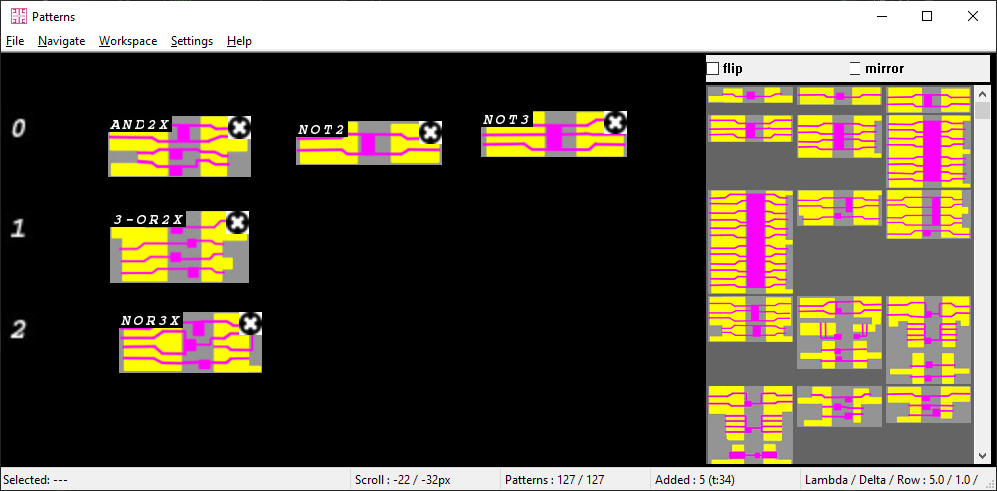 Patterns
File Navigate Workspace Settings Help
flip mirror
0 AND2X NOT2 NOT3
1 3-OR2X
2 NOR3X
Selected: --- Scroll : -22 / -32px Patterns : 127 / 127 Added : 5 (t:34) Lambda / Delta / Row : 5.0 / 1.0 /